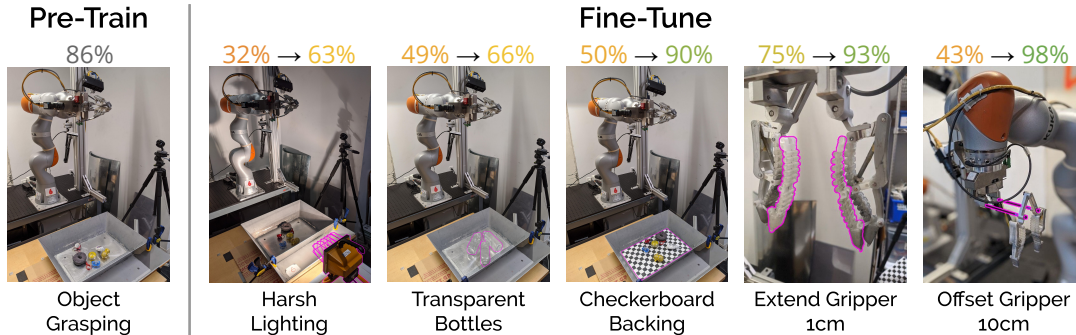 Pre-Train
Fine-Tune
86%
32% → 63%
49% → 66%
50% → 90%
75% → 93%
43% → 98%
Object
Grasping
Harsh
Lighting
Transparent
Bottles
Checkerboard
Backing
Extend Gripper
1cm
Offset Gripper
10cm